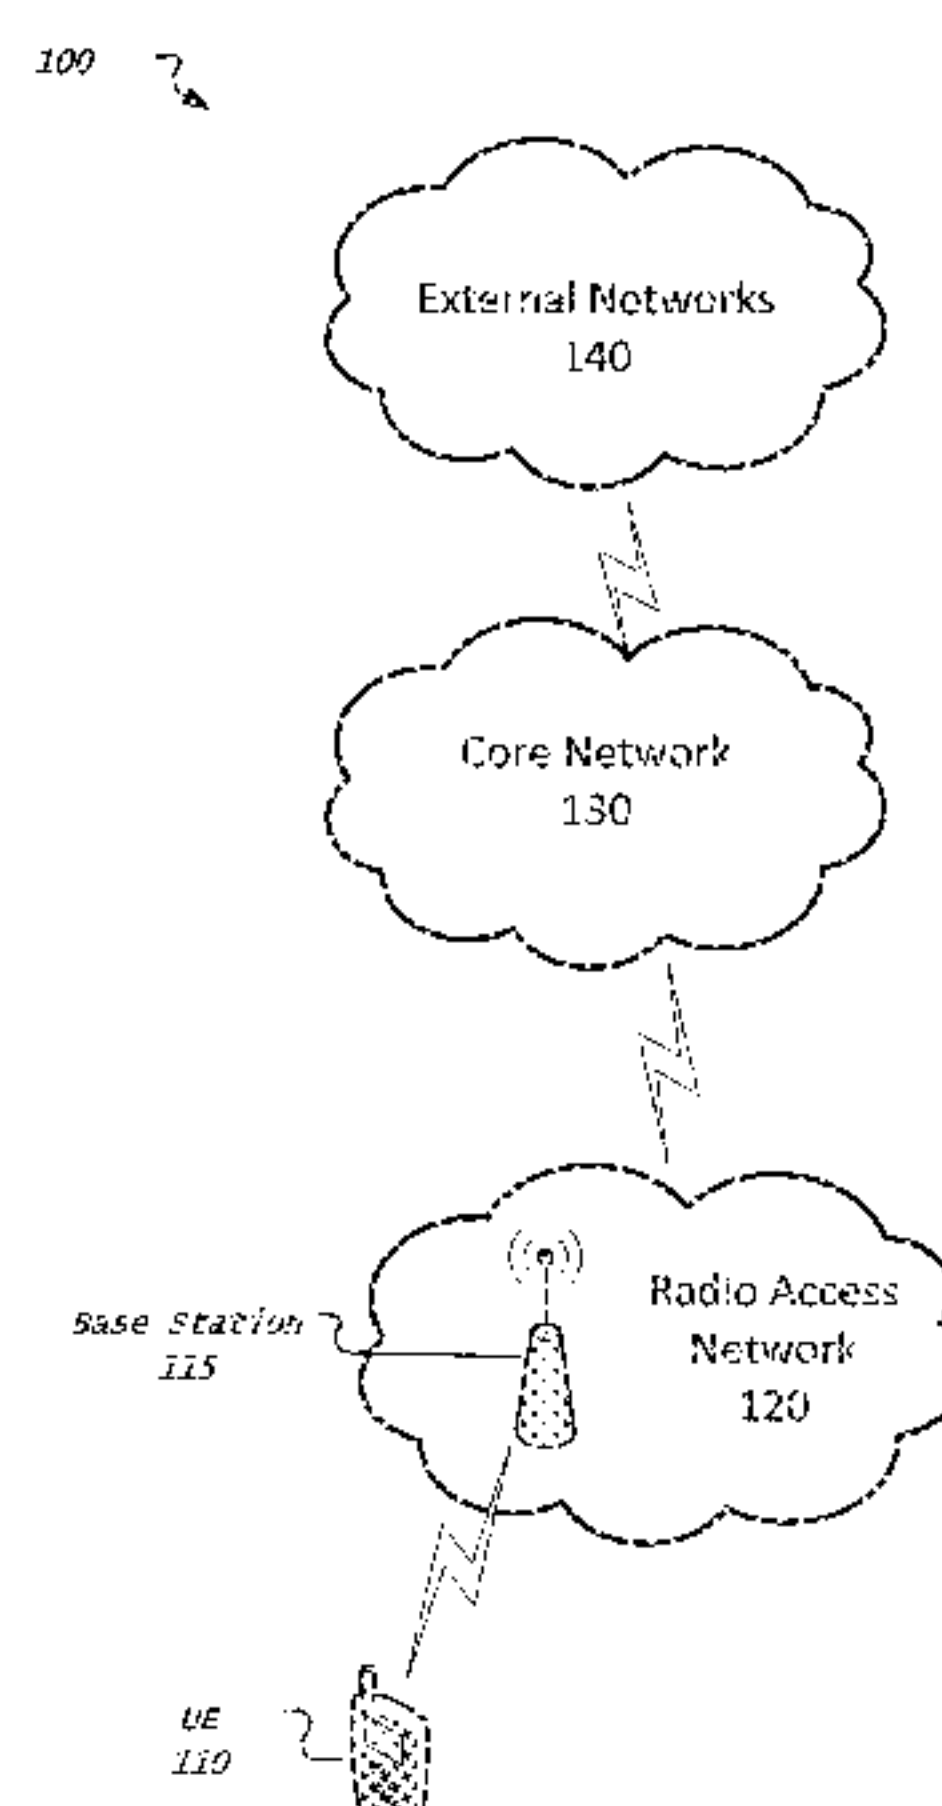 100
External Networks
140
Core Network
130
Radio Access
Network
120
Base Station
115
UE
110